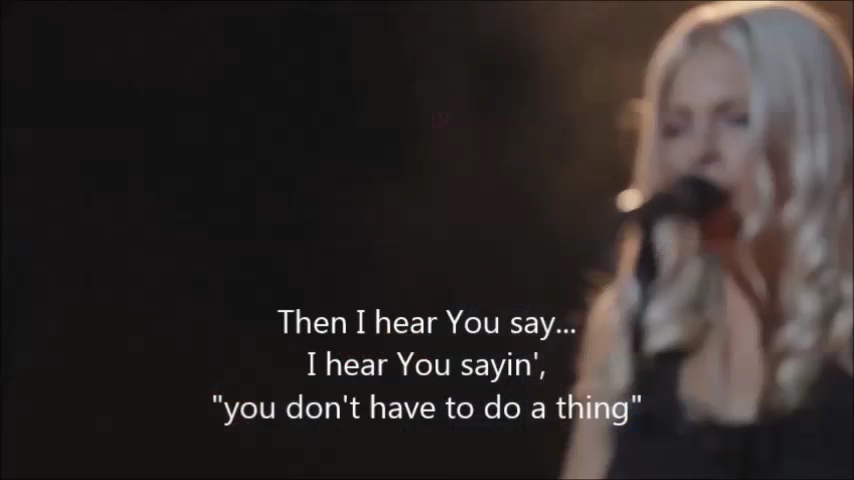 Then I hear You say...
I hear You sayin',
"you don't have to do a thing"